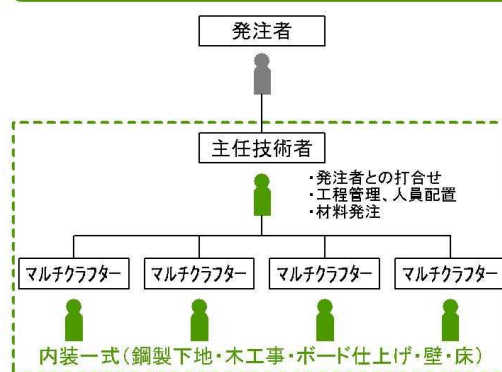 発注者
主任技術者
・発注者との打合せ
・工程管理、人員配置
・材料発注
マルチクラフター マルチクラフター マルチクラフター マルチクラフター
内装一式(鋼製下地・木工事・ボード仕上げ・壁・床)